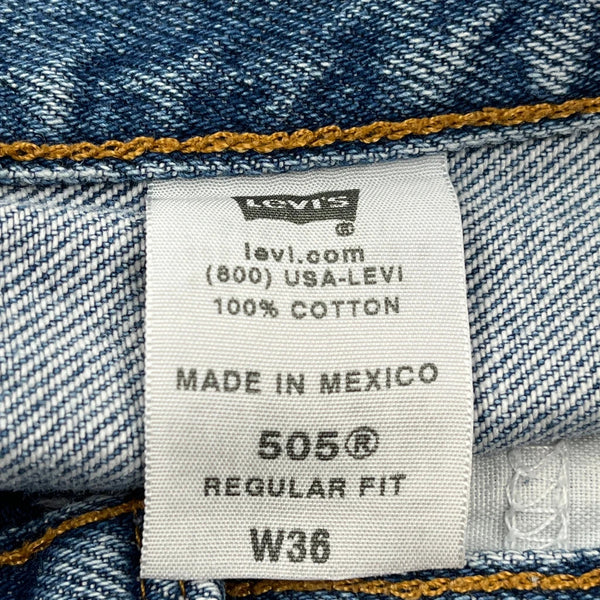 LEVI'S
®
levi.com
(800) USA-LEVI
100% COTTON
MADE IN MEXICO
505®
REGULAR FIT
W36